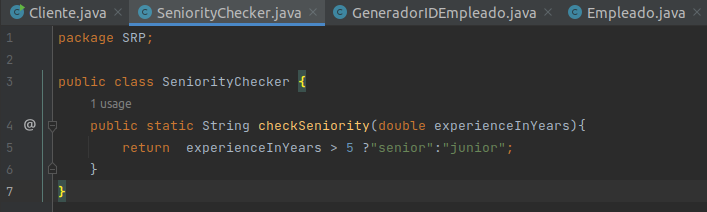 Cliente.java × SeniorityChecker.java × GeneradorIDEmpleado.java × Empleado.java ×
1 package SRP;
2
3 public class SeniorityChecker {
1 usage
4 @ public static String checkSeniority(double experienceInYears){
5 return  experienceInYears > 5 ?"senior":"junior";
6 }
7 }